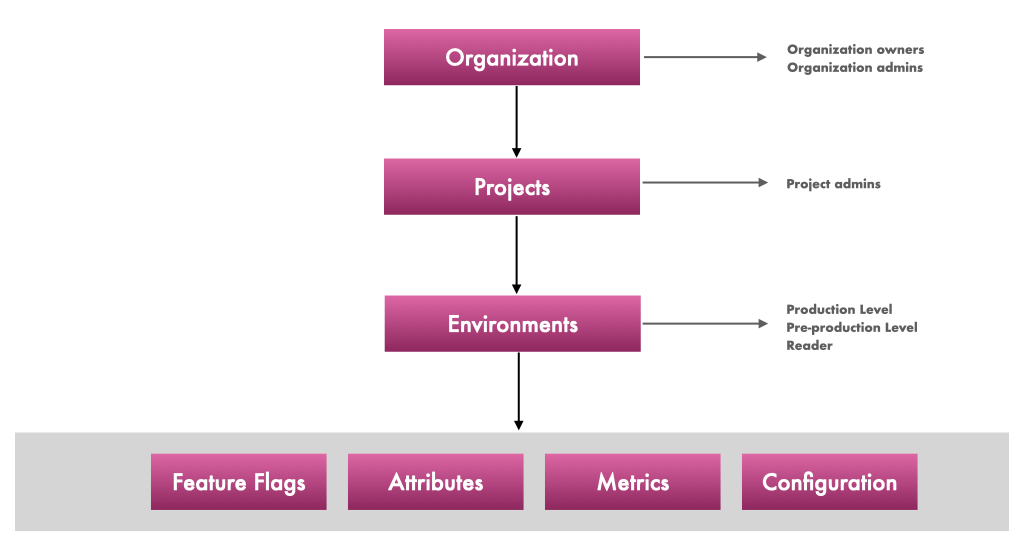 Organization
Organization owners
Organization admins
Projects
Project admins
Environments
Production Level
Pre-production Level
Reader
Feature Flags
Attributes
Metrics
Configuration